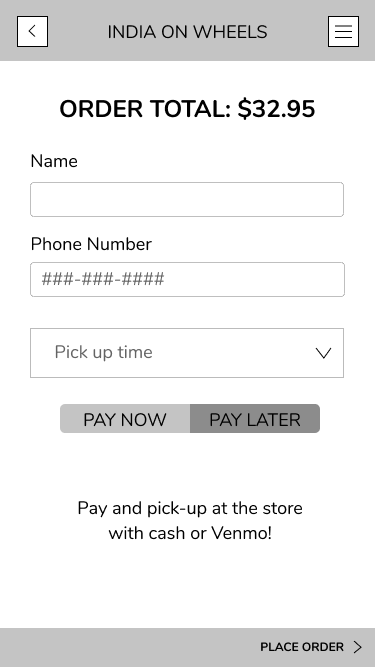 INDIA ON WHEELS
ORDER TOTAL: $32.95
Name
Phone Number
###-###-####
Pick up time
PAY NOW PAY LATER
Pay and pick-up at the store
with cash or Venmo!
PLACE ORDER